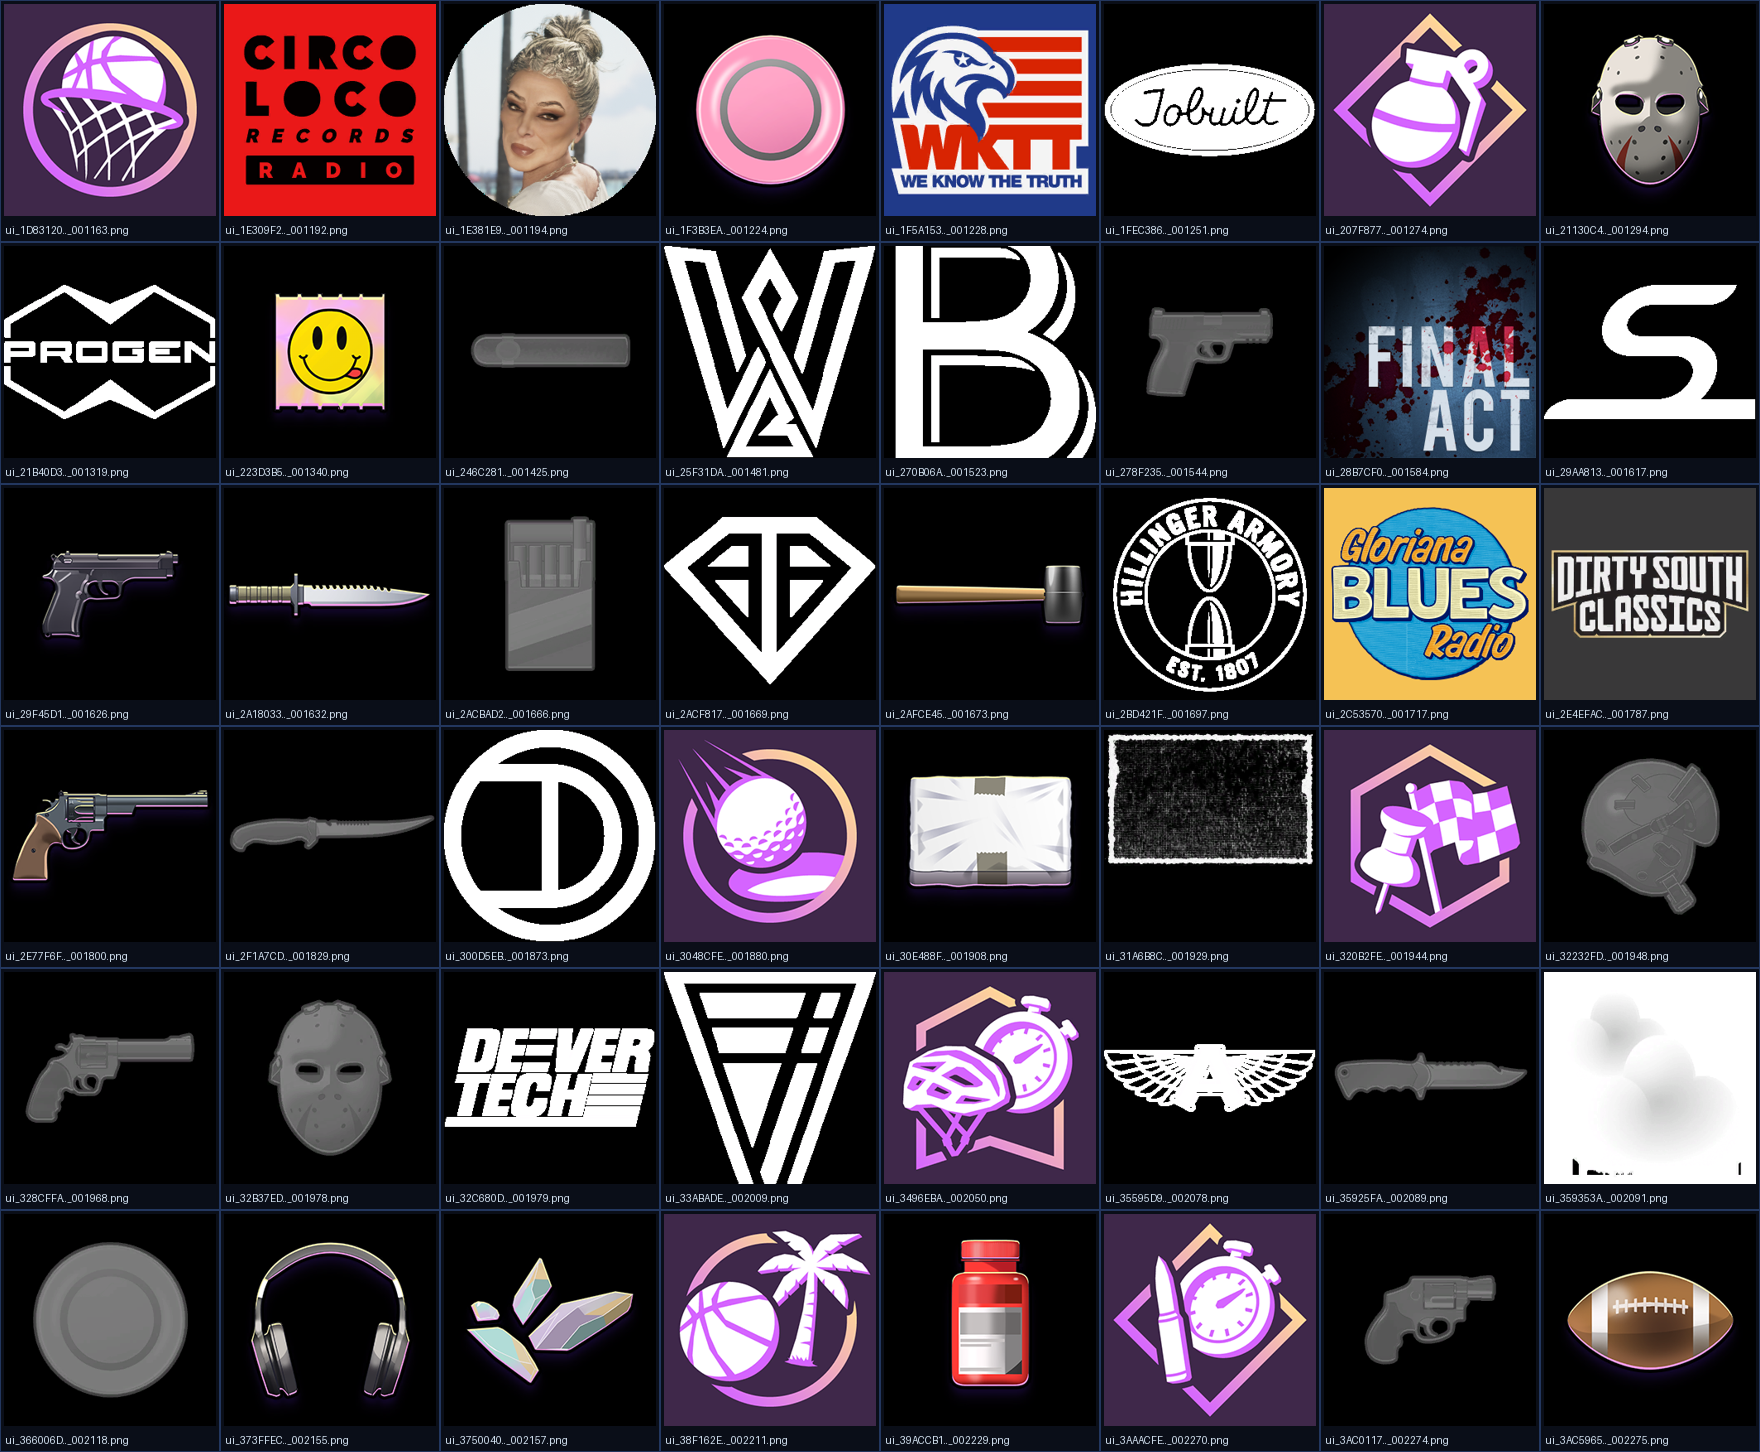 CIRCO
LOCO
RECORDS
RADIO
WKTT
WE KNOW THE TRUTH
Jobuilt
ui_1D83120.._001163.png
ui_1E309F2.._001192.png
ui_1E381E9.._001194.png
ui_1F3B3EA.._001224.png
ui_1F5A153.._001228.png
ui_1FEC386.._001251.png
ui_207F877.._001274.png
ui_21130C4.._001294.png
PROGEN
W
B
FINAL
ACT
S
ui_21B40D3.._001319.png
ui_223D3B5.._001340.png
ui_246C281.._001425.png
ui_25F31DA.._001481.png
ui_270B06A.._001523.png
ui_278F235.._001544.png
ui_28B7CF0.._001584.png
ui_29AA813.._001617.png
HILLINGER ARMORY
EST. 1807
Gloriana
BLUES
Radio
DIRTY SOUTH
CLASSICS
ui_29F45D1.._001626.png
ui_2A18033.._001632.png
ui_2ACBAD2.._001666.png
ui_2ACF817.._001669.png
ui_2AFCE45.._001673.png
ui_2BD421F.._001697.png
ui_2C53570.._001717.png
ui_2E4EFAC.._001787.png
ui_2E77F6F.._001800.png
ui_2F1A7CD.._001829.png
ui_300D5EB.._001873.png
ui_3048CFE.._001880.png
ui_30E488F.._001908.png
ui_31A6B8C.._001929.png
ui_320B2FE.._001944.png
ui_32232FD.._001948.png
DEEVER
TECH
A
ui_328CFFA.._001968.png
ui_32B37ED.._001978.png
ui_32C680D.._001979.png
ui_33ABADE.._002009.png
ui_3496EBA.._002050.png
ui_35595D9.._002078.png
ui_35925FA.._002089.png
ui_359353A.._002091.png
ui_366006D.._002118.png
ui_373FFEC.._002155.png
ui_3750040.._002157.png
ui_38F162E.._002211.png
ui_39ACCB1.._002229.png
ui_3AAACFE.._002270.png
ui_3AC0117.._002274.png
ui_3AC5965.._002275.png